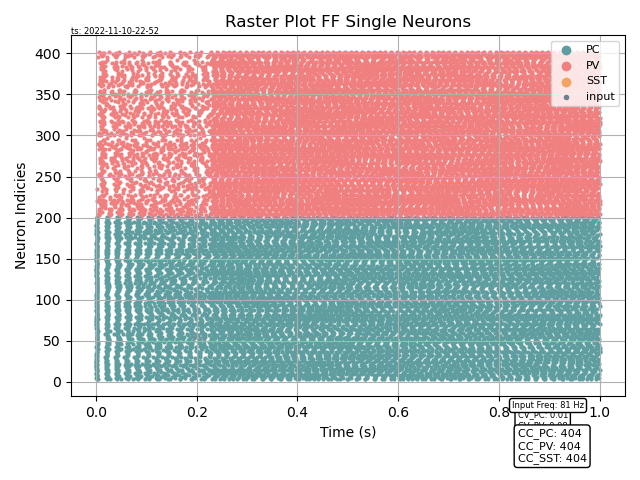 Raster Plot FF Single Neurons
ts: 2022-11-10-22-52
PC
PV
SST
input
Neuron Indicies
400
350
300
250
200
150
100
50
0
0.0 0.2 0.4 0.6 0.8 1.0
Time (s)
Input Freq: 81 Hz
CV_PC: 0.01
CC_PC: 404
CC_PV: 404
CC_SST: 404